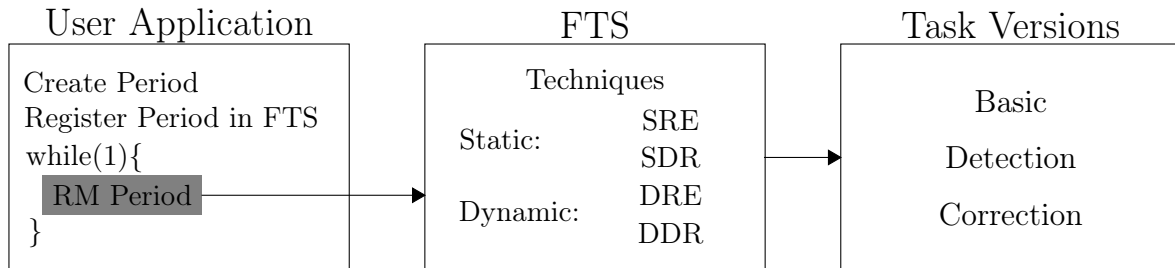 User Application
Create Period
Register Period in FTS
while(1){
RM Period
}
FTS
Techniques
Static:
SRE
SDR
Dynamic:
DRE
DDR
Task Versions
Basic
Detection
Correction